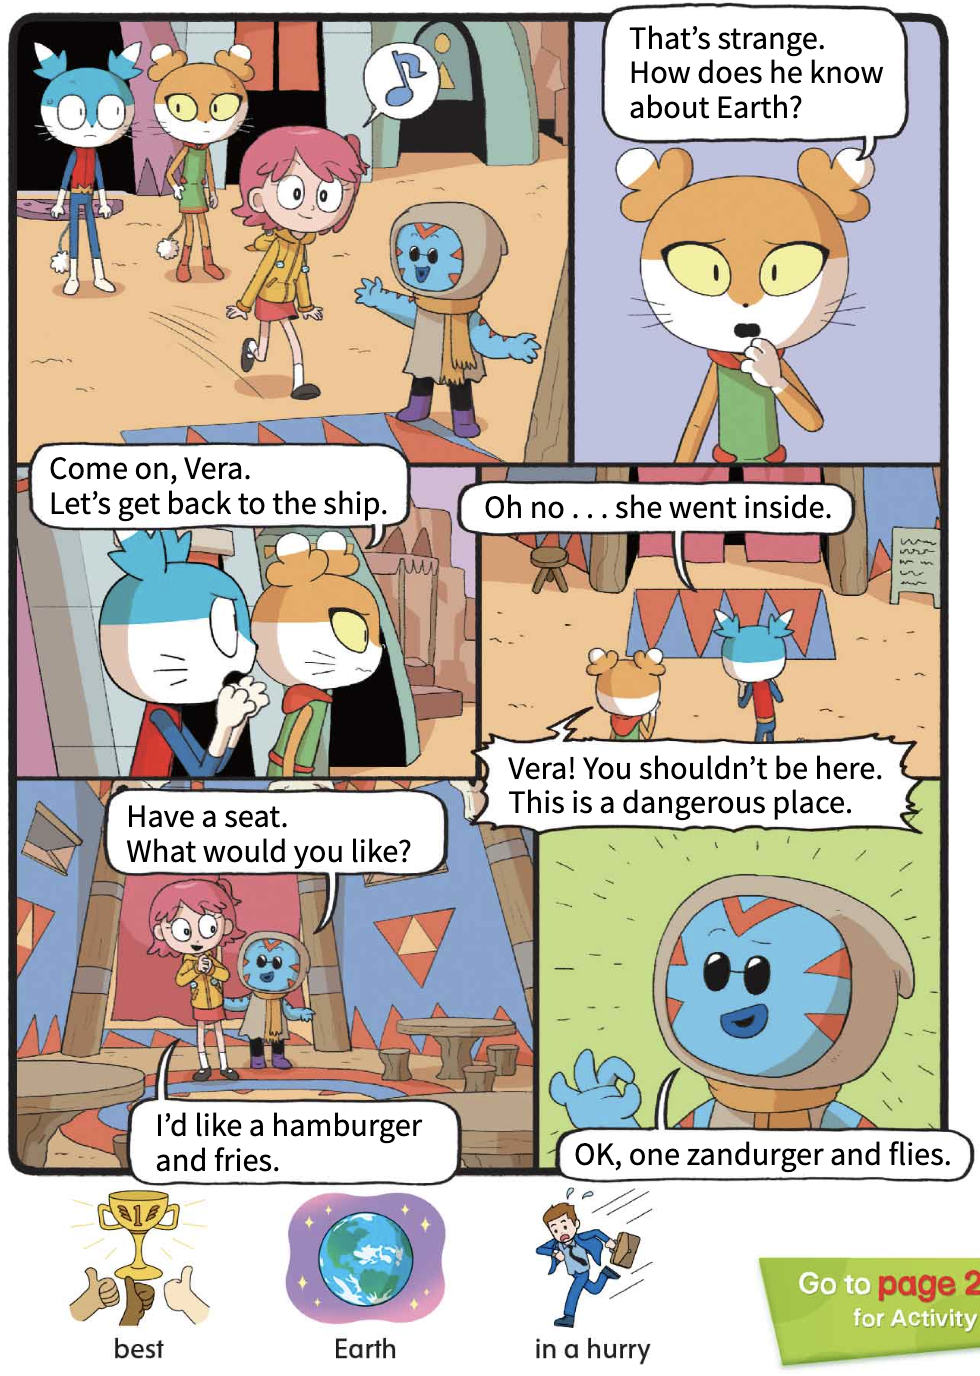 That's strange.
How does he know
about Earth?
Come on, Vera.
Let's get back to the ship.
Oh no . . . she went inside.
Vera! You shouldn't be here.
This is a dangerous place.
Have a seat.
What would you like?
I'd like a hamburger
and fries.
OK, one zandurger and flies.
1
best
Earth
in a hurry
Go to page 2
for Activity